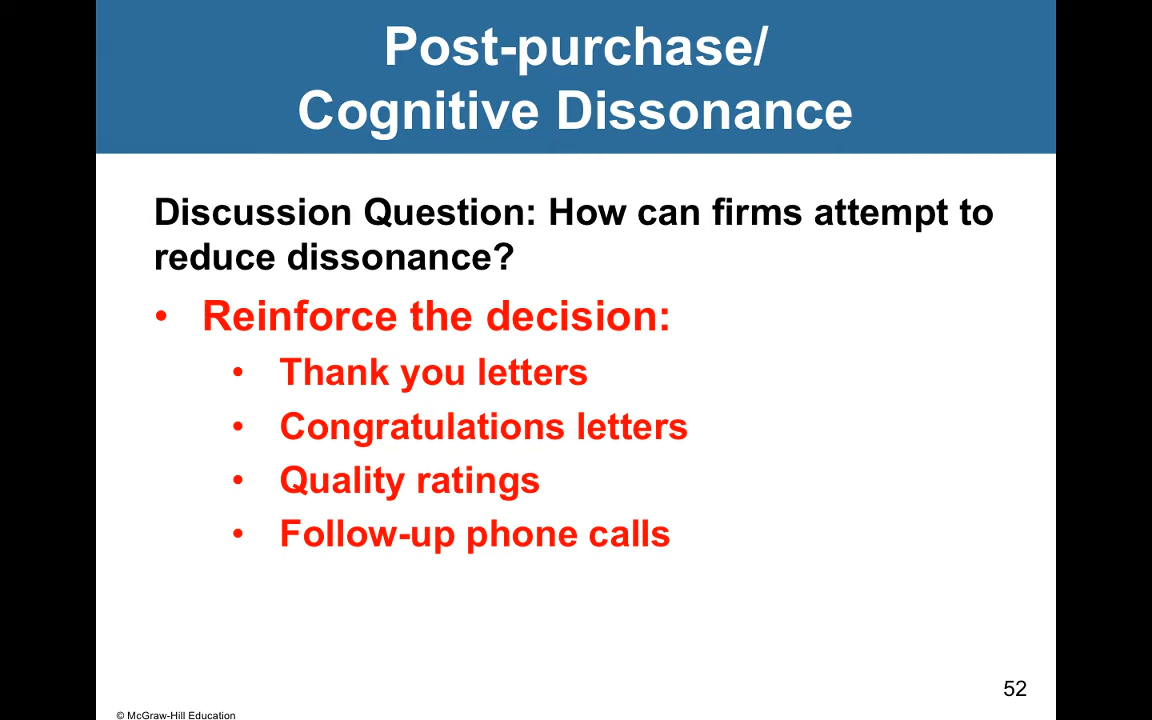 Post-purchase/
Cognitive Dissonance
Discussion Question: How can firms attempt to
reduce dissonance?
• Reinforce the decision:
• Thank you letters
• Congratulations letters
• Quality ratings
• Follow-up phone calls
52
© McGraw-Hill Education